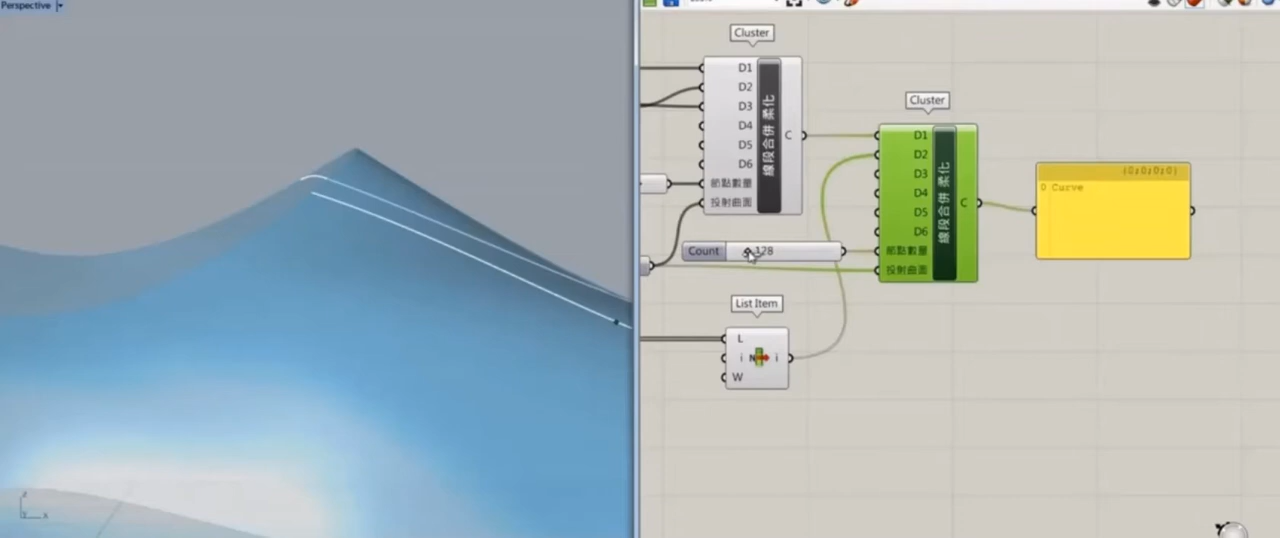 Perspective
Cluster
D1
D2
D3
D4
D5
D6
節點數量
投射曲面
線段合併 柔化
C
Cluster
D1
D2
D3
D4
D5
D6
節點數量
投射曲面
線段合併 柔化
C
{0;0;0;0}
0 Curve
Count
128
List Item
L
i
W
i
z
x